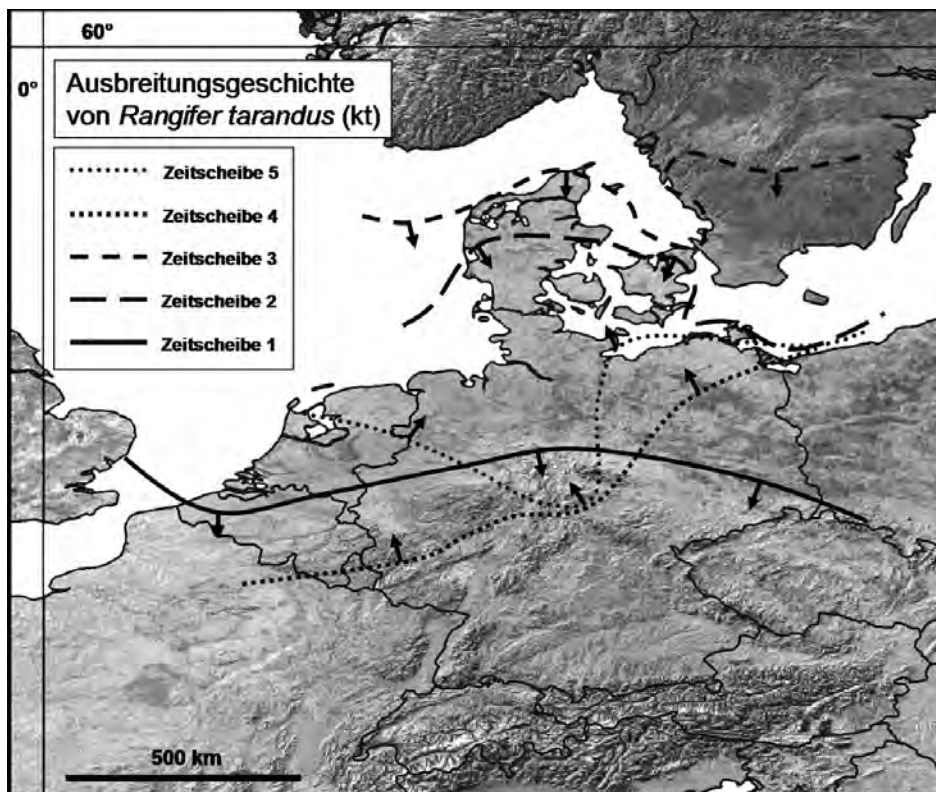 60°
0°
Ausbreitungsgeschichte
von Rangifer tarandus (kt)
Zeitscheibe 5
Zeitscheibe 4
Zeitscheibe 3
Zeitscheibe 2
Zeitscheibe 1
500 km